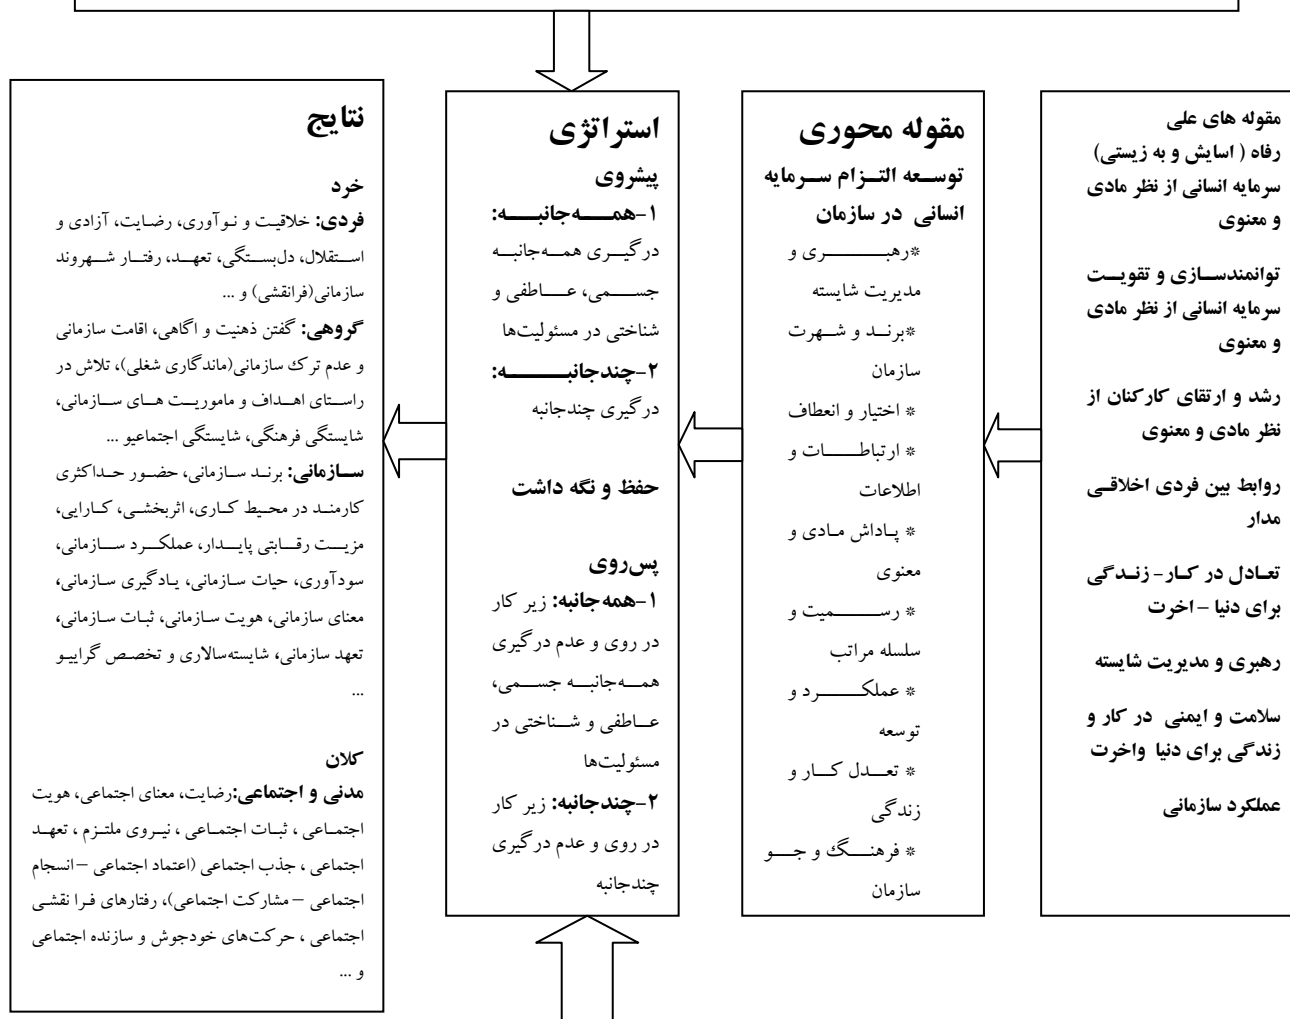 مقوله های علی
رفاه ( اسایش و به زیستی)
سرمایه انسانی از نظر مادی
و معنوی
توانمندسازی و تقویت
سرمایه انسانی از نظر مادی
و معنوی
رشد و ارتقای کارکنان از
نظر مادی و معنوی
روابط بین فردی اخلاقی
مدار
تعادل در کار- زندگی
برای دنیا – اخرت
رهبری و مدیریت شایسته
سلامت و ایمنی در کار و
زندگی برای دنیا واخرت
عملکرد سازمانی
مقوله محوری
توسعه التزام سرمایه
انسانی در سازمان
*رهبری و
مدیریت شایسته
*برند و شهرت
سازمان
* اختیار و انعطاف
* ارتباطات و
اطلاعات
* پاداش مادی و
معنوی
* رسمیت و
سلسله مراتب
* عملکرد و
توسعه
* تعدل کار و
زندگی
* فرهنگ و جو
سازمان
استراتژی
پیشروی
۱-همه‌جانبه:
درگیری همه‌جانبه
جسمی، عاطفی و
شناختی در مسئولیت‌ها
۲-چندجانبه:
درگیری چندجانبه
حفظ و نگه داشت
پس‌روی
۱-همه‌جانبه: زیر کار
در روی و عدم درگیری
همه‌جانبه جسمی،
عاطفی و شناختی در
مسئولیت‌ها
۲-چندجانبه: زیر کار
در روی و عدم درگیری
چندجانبه
نتایج
خرد
فردی: خلاقیت و نوآوری، رضایت، آزادی و
استقلال، دل‌بستگی، تعهد، رفتار شهروند
سازمانی(فرانقشی) و ...
گروهی: گفتن ذهنیت و اگاهی، اقامت سازمانی
و عدم ترک سازمانی(ماندگاری شغلی)، تلاش در
راستای اهداف و ماموریت های سازمانی،
شایستگی فرهنگی، شایستگی اجتماعیو ...
سازمانی: برند سازمانی، حضور حداکثری
کارمند در محیط کاری، اثربخشی، کارایی،
مزیت رقابتی پایدار، عملکرد سازمانی،
سودآوری، حیات سازمانی، یادگیری سازمانی،
معنای سازمانی، هویت سازمانی، ثبات سازمانی،
تعهد سازمانی، شایسته‌سالاری و تخصص گراییو
...
کلان
مدنی و اجتماعی:رضایت، معنای اجتماعی، هویت
اجتماعی ، ثبات اجتماعی ، نیروی ملتزم ، تعهد
اجتماعی ، جذب اجتماعی (اعتماد اجتماعی –انسجام
اجتماعی – مشارکت اجتماعی)، رفتارهای فرا نقشی
اجتماعی ، حرکت‌های خودجوش و سازنده اجتماعی
و ...